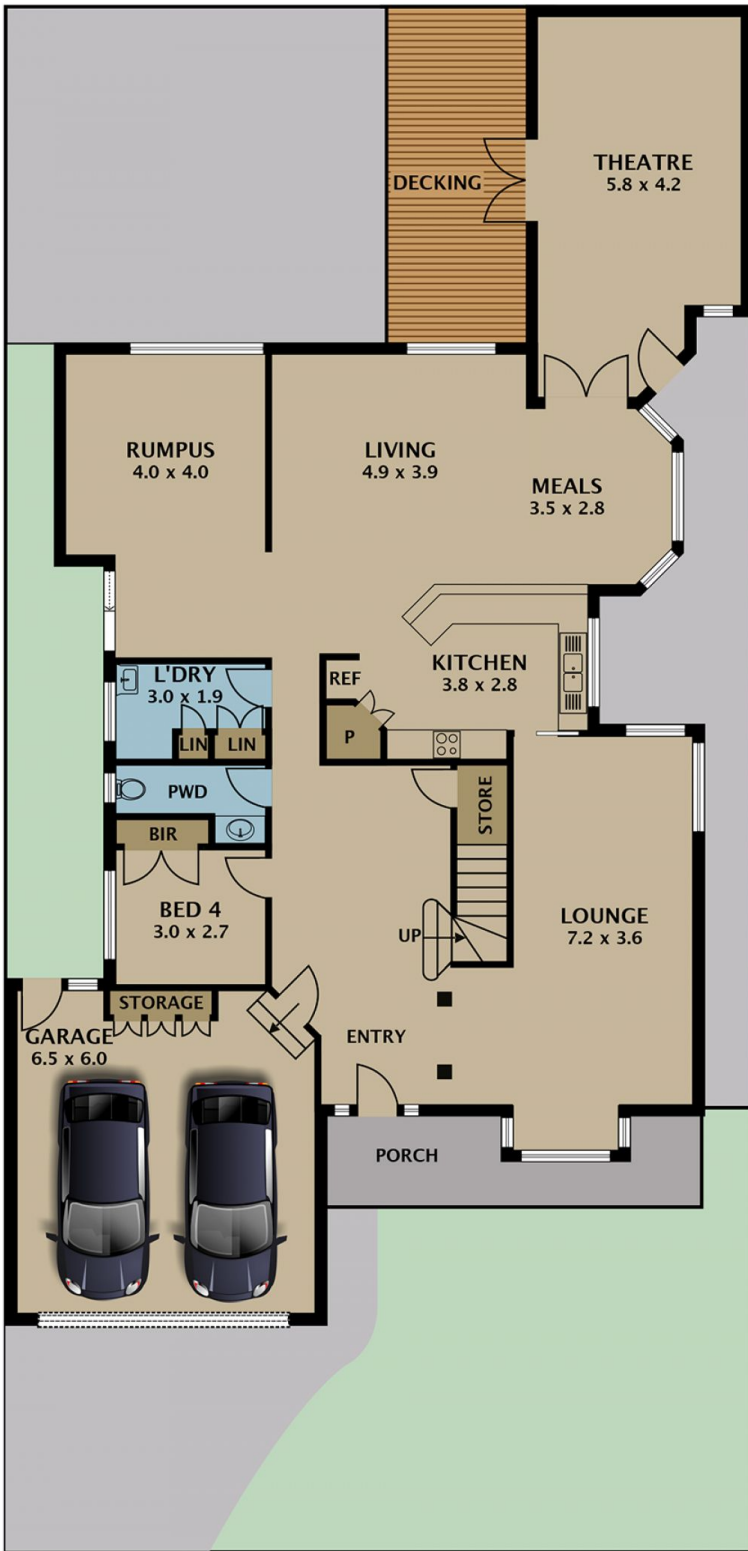 THEATRE
5.8 x 4.2
DECKING
RUMPUS
4.0 x 4.0
LIVING
4.9 x 3.9
MEALS
3.5 x 2.8
L'DRY
3.0 x 1.9
REF
KITCHEN
3.8 x 2.8
LIN
LIN
P
PWD
STORE
BIR
BED 4
3.0 x 2.7
UP
LOUNGE
7.2 x 3.6
STORAGE
GARAGE
6.5 x 6.0
ENTRY
PORCH